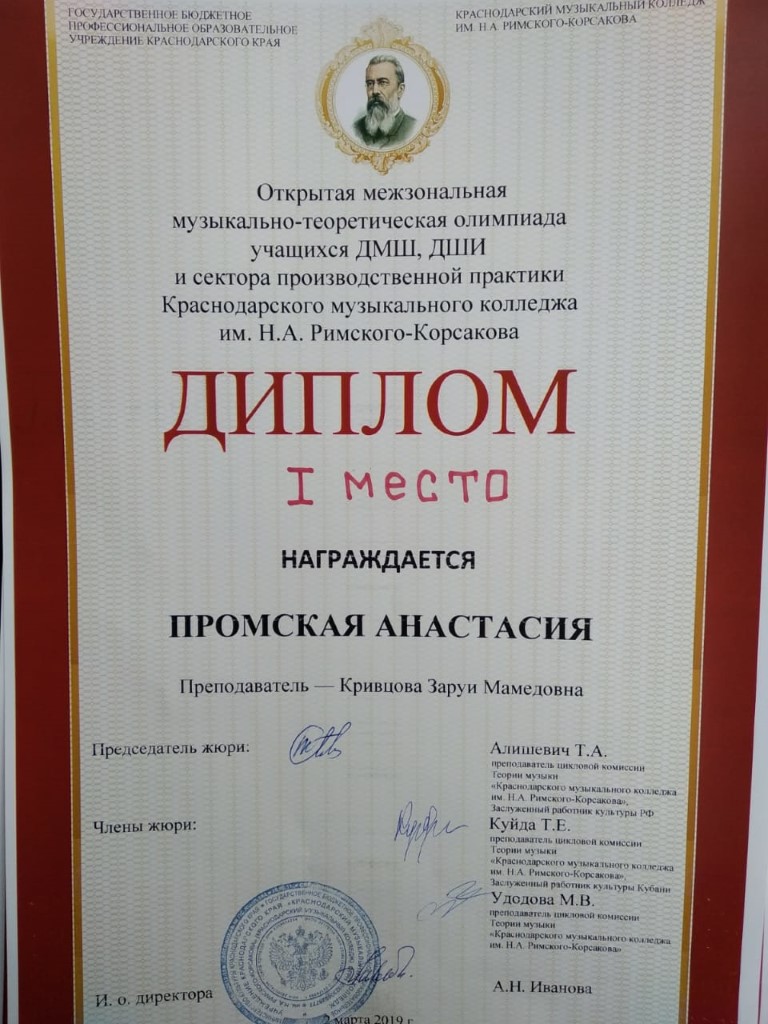 ГОСУДАРСТВЕННОЕ БЮДЖЕТНОЕ
ПРОФЕССИОНАЛЬНОЕ ОБРАЗОВАТЕЛЬНОЕ
УЧРЕЖДЕНИЕ КРАСНОДАРСКОГО КРАЯ
КРАСНОДАРСКИЙ МУЗЫКАЛЬНЫЙ КОЛЛЕДЖ
ИМ. Н.А. РИМСКОГО-КОРСАКОВА
Открытая межзональная
музыкально-теоретическая олимпиада
учащихся ДМШ, ДШИ
и сектора производственной практики
Краснодарского музыкального колледжа
им. Н.А. Римского-Корсакова
ДИПЛОМ
I место
НАГРАЖДАЕТСЯ
ПРОМСКАЯ АНАСТАСИЯ
Преподаватель — Кривцова Заруи Мамедовна
Председатель жюри:
Алишевич Т.А.
преподаватель цикловой комиссии
Теории музыки
«Краснодарского музыкального колледжа
им. Н.А. Римского-Корсакова»,
Заслуженный работник культуры РФ
Члены жюри:
Куйда Т.Е.
преподаватель цикловой комиссии
Теории музыки
«Краснодарского музыкального колледжа
им. Н.А. Римского-Корсакова»,
Заслуженный работник культуры Кубани
Удодова М.В.
преподаватель цикловой комиссии
Теории музыки
«Краснодарского музыкального колледжа
им. Н.А. Римского-Корсакова»
И. о. директора
А.Н. Иванова
2 марта 2019 г.